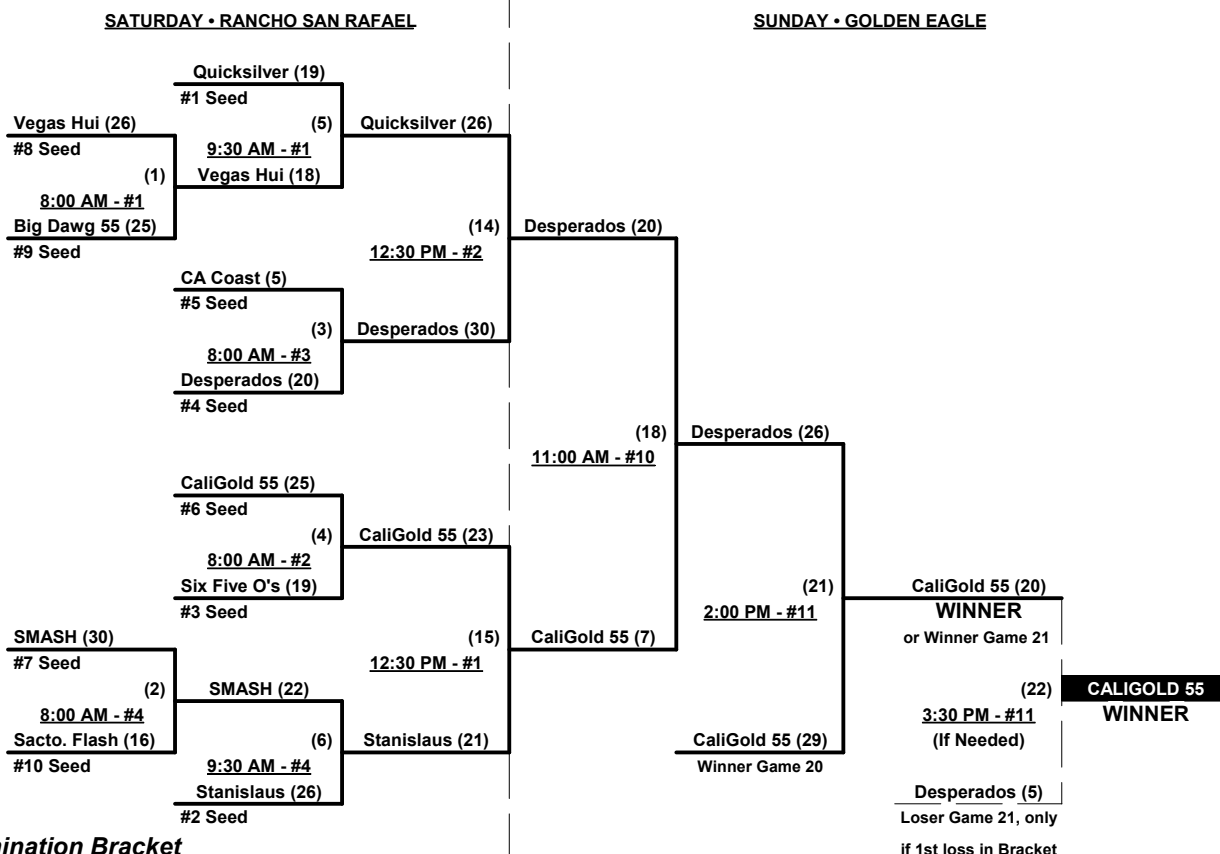 SATURDAY • RANCHO SAN RAFAEL
SUNDAY • GOLDEN EAGLE
Quicksilver (19)
#1 Seed
Vegas Hui (26)
#8 Seed
(5)
9:30 AM - #1
Quicksilver (26)
(1)
8:00 AM - #1
Vegas Hui (18)
Big Dawg 55 (25)
#9 Seed
(14)
12:30 PM - #2
Desperados (20)
CA Coast (5)
#5 Seed
(3)
8:00 AM - #3
Desperados (30)
Desperados (20)
#4 Seed
(18)
11:00 AM - #10
Desperados (26)
CaliGold 55 (25)
#6 Seed
(4)
8:00 AM - #2
CaliGold 55 (23)
Six Five O's (19)
#3 Seed
(21)
2:00 PM - #11
CaliGold 55 (20)
WINNER
or Winner Game 21
SMASH (30)
#7 Seed
(15)
12:30 PM - #1
CaliGold 55 (7)
(2)
8:00 AM - #4
SMASH (22)
(22)
3:30 PM - #11
(If Needed)
CALIGOLD 55
WINNER
Sacto. Flash (16)
#10 Seed
(6)
9:30 AM - #4
Stanislaus (21)
CaliGold 55 (29)
Winner Game 20
Stanislaus (26)
#2 Seed
Desperados (5)
Loser Game 21, only
if 1st loss in Bracket
ination Bracket